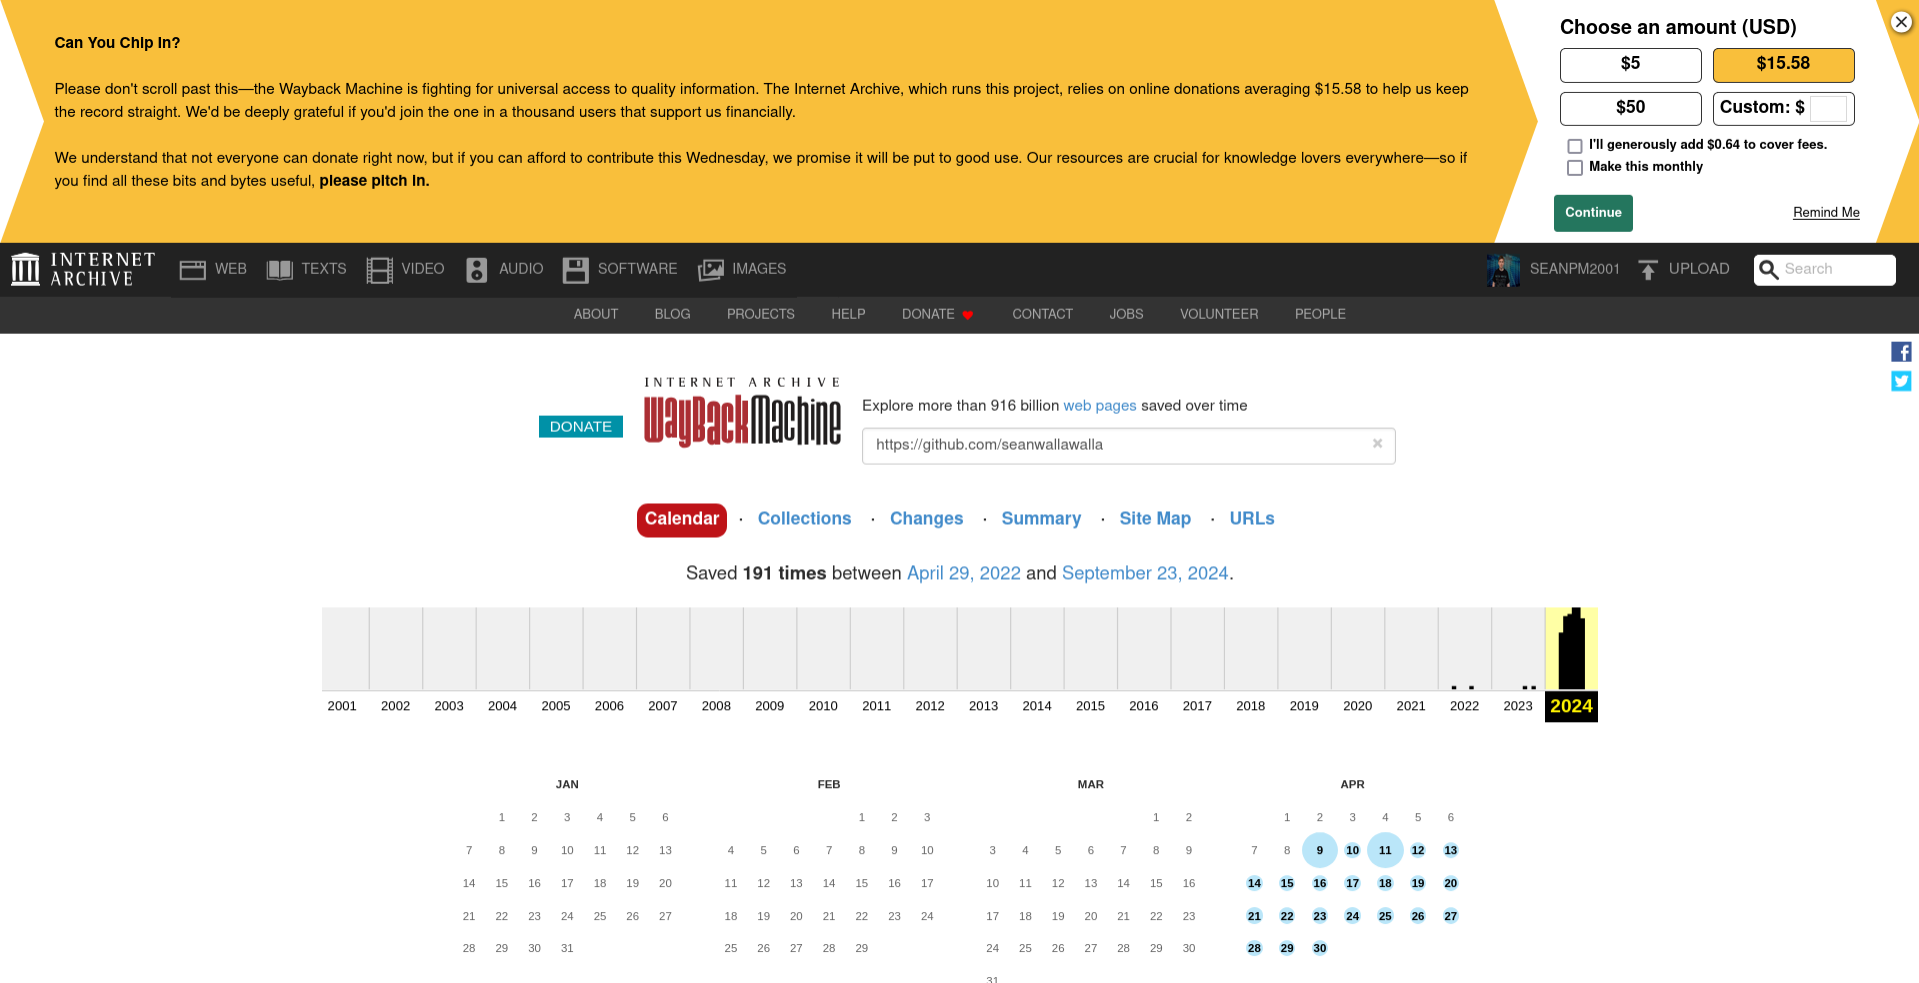 Can You Chip In?
Please don't scroll past this—the Wayback Machine is fighting for universal access to quality information. The Internet Archive, which runs this project, relies on online donations averaging $15.58 to help us keep
the record straight. We'd be deeply grateful if you'd join the one in a thousand users that support us financially.
We understand that not everyone can donate right now, but if you can afford to contribute this Wednesday, we promise it will be put to good use. Our resources are crucial for knowledge lovers everywhere—so if
you find all these bits and bytes useful, please pitch in.
Choose an amount (USD)
$5 $15.58
$50 Custom: $
I'll generously add $0.64 to cover fees.
Make this monthly
Continue Remind Me
INTERNET
ARCHIVE
WEB TEXTS VIDEO AUDIO SOFTWARE IMAGES SEANPM2001 UPLOAD Search
ABOUT BLOG PROJECTS HELP DONATE CONTACT JOBS VOLUNTEER PEOPLE
DONATE
INTERNET ARCHIVE
WayBackMachine
Explore more than 916 billion web pages saved over time
https://github.com/seanwallawalla ×
Calendar · Collections · Changes · Summary · Site Map · URLs
Saved 191 times between April 29, 2022 and September 23, 2024.
2001 2002 2003 2004 2005 2006 2007 2008 2009 2010 2011 2012 2013 2014 2015 2016 2017 2018 2019 2020 2021 2022 2023 2024
JAN
1 2 3 4 5 6
7 8 9 10 11 12 13
14 15 16 17 18 19 20
21 22 23 24 25 26 27
28 29 30 31
FEB
1 2 3
4 5 6 7 8 9 10
11 12 13 14 15 16 17
18 19 20 21 22 23 24
25 26 27 28 29
MAR
1 2
3 4 5 6 7 8 9
10 11 12 13 14 15 16
17 18 19 20 21 22 23
24 25 26 27 28 29 30
31
APR
1 2 3 4 5 6
7 8 9 10 11 12 13
14 15 16 17 18 19 20
21 22 23 24 25 26 27
28 29 30